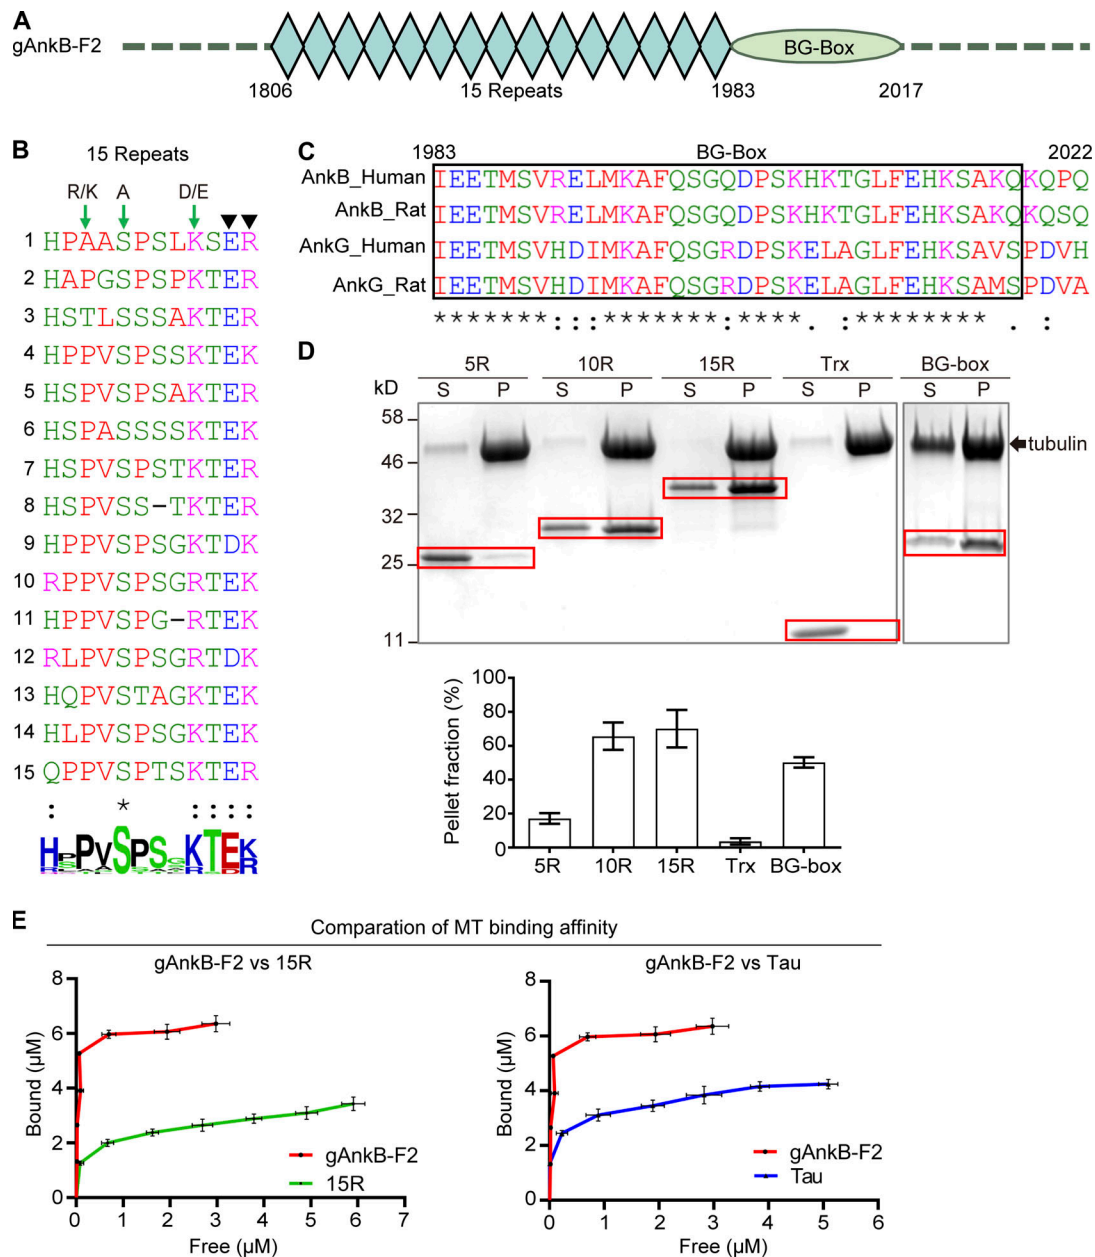 A
gAnkB-F2
BG-Box
1806
15 Repeats
1983
2017
B
15 Repeats
R/K A D/E
1 HPAASPSLKSER
2 HAPGSPSPKTER
3 HSTLSSSAKTER
4 HPPVSPSSKTEK
5 HSPVSPSAKTER
6 HSPASSSSKTEK
7 HSPVSPSTKTER
8 HSPVSS-TKTER
9 HPPVSPSGKTDK
10 RPPVSPSGRTEK
11 HPPVSPG-RTEK
12 RLPVSPSGRTDK
13 HQPVSTAGKTEK
14 HLPVSPSGKTEK
15 QPPVSPTSKTER
: * : : : :
C
1983 BG-Box 2022
AnkB_Human IEETMSVRELMKAFQSGQDPSKHKTGLFEHKSAKQKQPQ
AnkB_Rat IEETMSVRELMKAFQSGQDPSKHKTGLFEHKSAKQKQSQ
AnkG_Human IEETMSVHDIMKAFQSGRDPSKELAGLFEHKSAVSPDVH
AnkG_Rat IEETMSVHDIMKAFQSGRDPSKELAGLFEHKSAMSPDVA
*******:::*******:****. :******** . :
D
5R 10R 15R Trx BG-box
kD S P S P S P S P S P
58
46
32
25
11
tubulin
Pellet fraction (%)
100
80
60
40
20
0
5R 10R 15R Trx BG-box
E
Comparation of MT binding affinity
gAnkB-F2 vs 15R
Bound (µM)
8
6
4
2
0
gAnkB-F2
15R
0 1 2 3 4 5 6 7
Free (µM)
gAnkB-F2 vs Tau
Bound (µM)
8
6
4
2
0
gAnkB-F2
Tau
0 1 2 3 4 5 6
Free (µM)